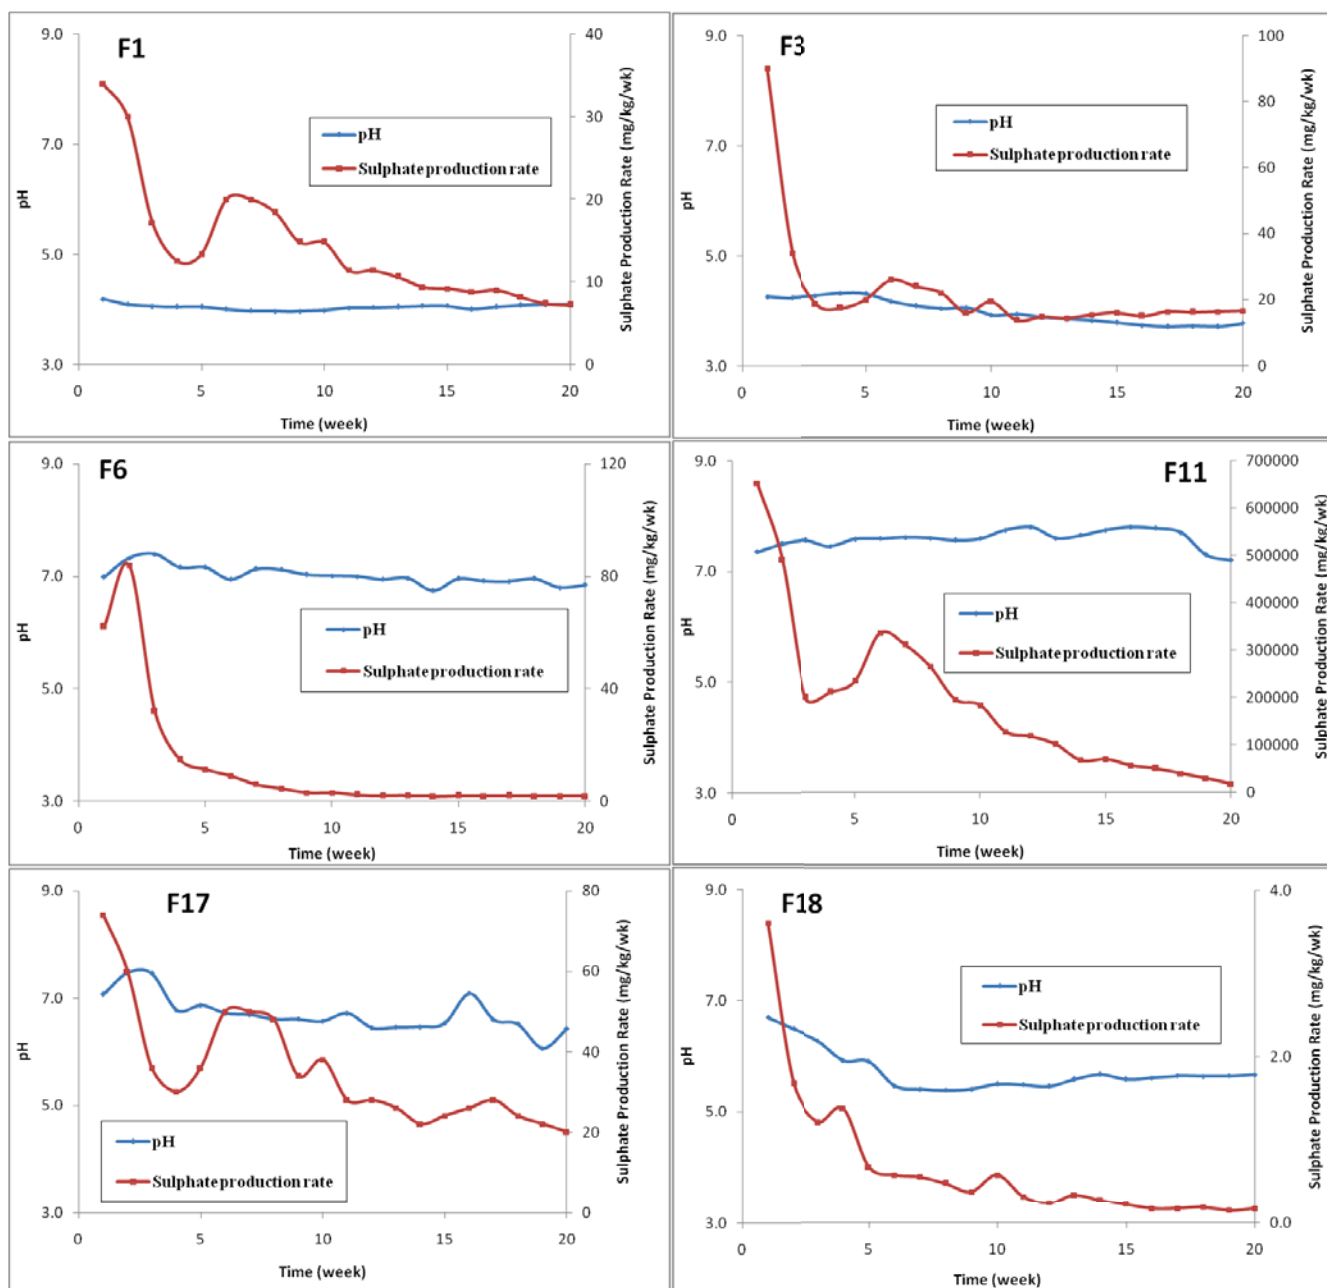 F1
9.0
7.0
5.0
3.0
pH
40
30
20
10
0
Sulphate Production Rate (mg/kg/wk)
pH
Sulphate production rate
0 5 10 15 20
Time (week)
F3
9.0
7.0
5.0
3.0
pH
100
80
60
40
20
0
Sulphate Production Rate (mg/kg/wk)
pH
Sulphate production rate
0 5 10 15 20
Time (week)
F6
9.0
7.0
5.0
3.0
pH
120
80
40
0
Sulphate Production Rate (mg/kg/wk)
pH
Sulphate production rate
0 5 10 15 20
Time (week)
F11
9.0
7.0
5.0
3.0
pH
700000
600000
500000
400000
300000
200000
100000
0
Sulphate Production Rate (mg/kg/wk)
pH
Sulphate production rate
0 5 10 15 20
Time (week)
F17
9.0
7.0
5.0
3.0
pH
80
60
40
20
0
Sulphate Production Rate (mg/kg/wk)
pH
Sulphate production rate
0 5 10 15 20
Time (week)
F18
9.0
7.0
5.0
3.0
pH
4.0
2.0
0.0
Sulphate Production Rate (mg/kg/wk)
pH
Sulphate production rate
0 5 10 15 20
Time (week)